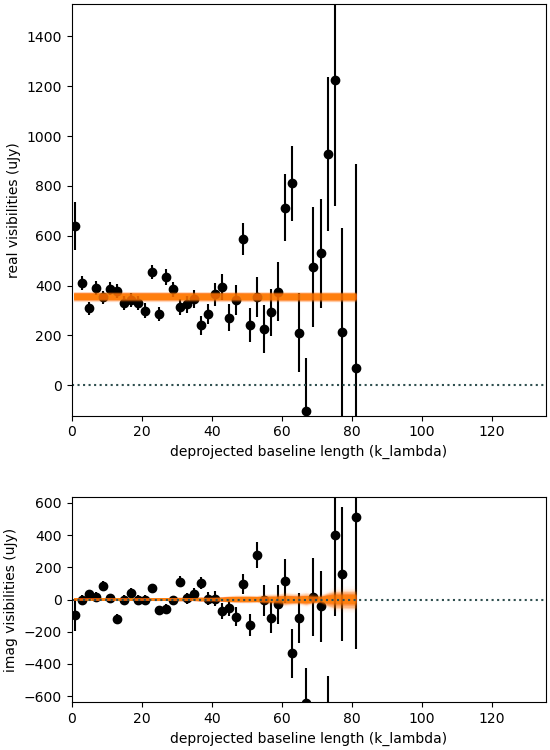 1400
1200
1000
800
600
400
200
0
real visibilities (uJy)
0 20 40 60 80 100 120
deprojected baseline length (k_lambda)
600
400
200
0
−200
−400
−600
imag visibilities (uJy)
0 20 40 60 80 100 120
deprojected baseline length (k_lambda)